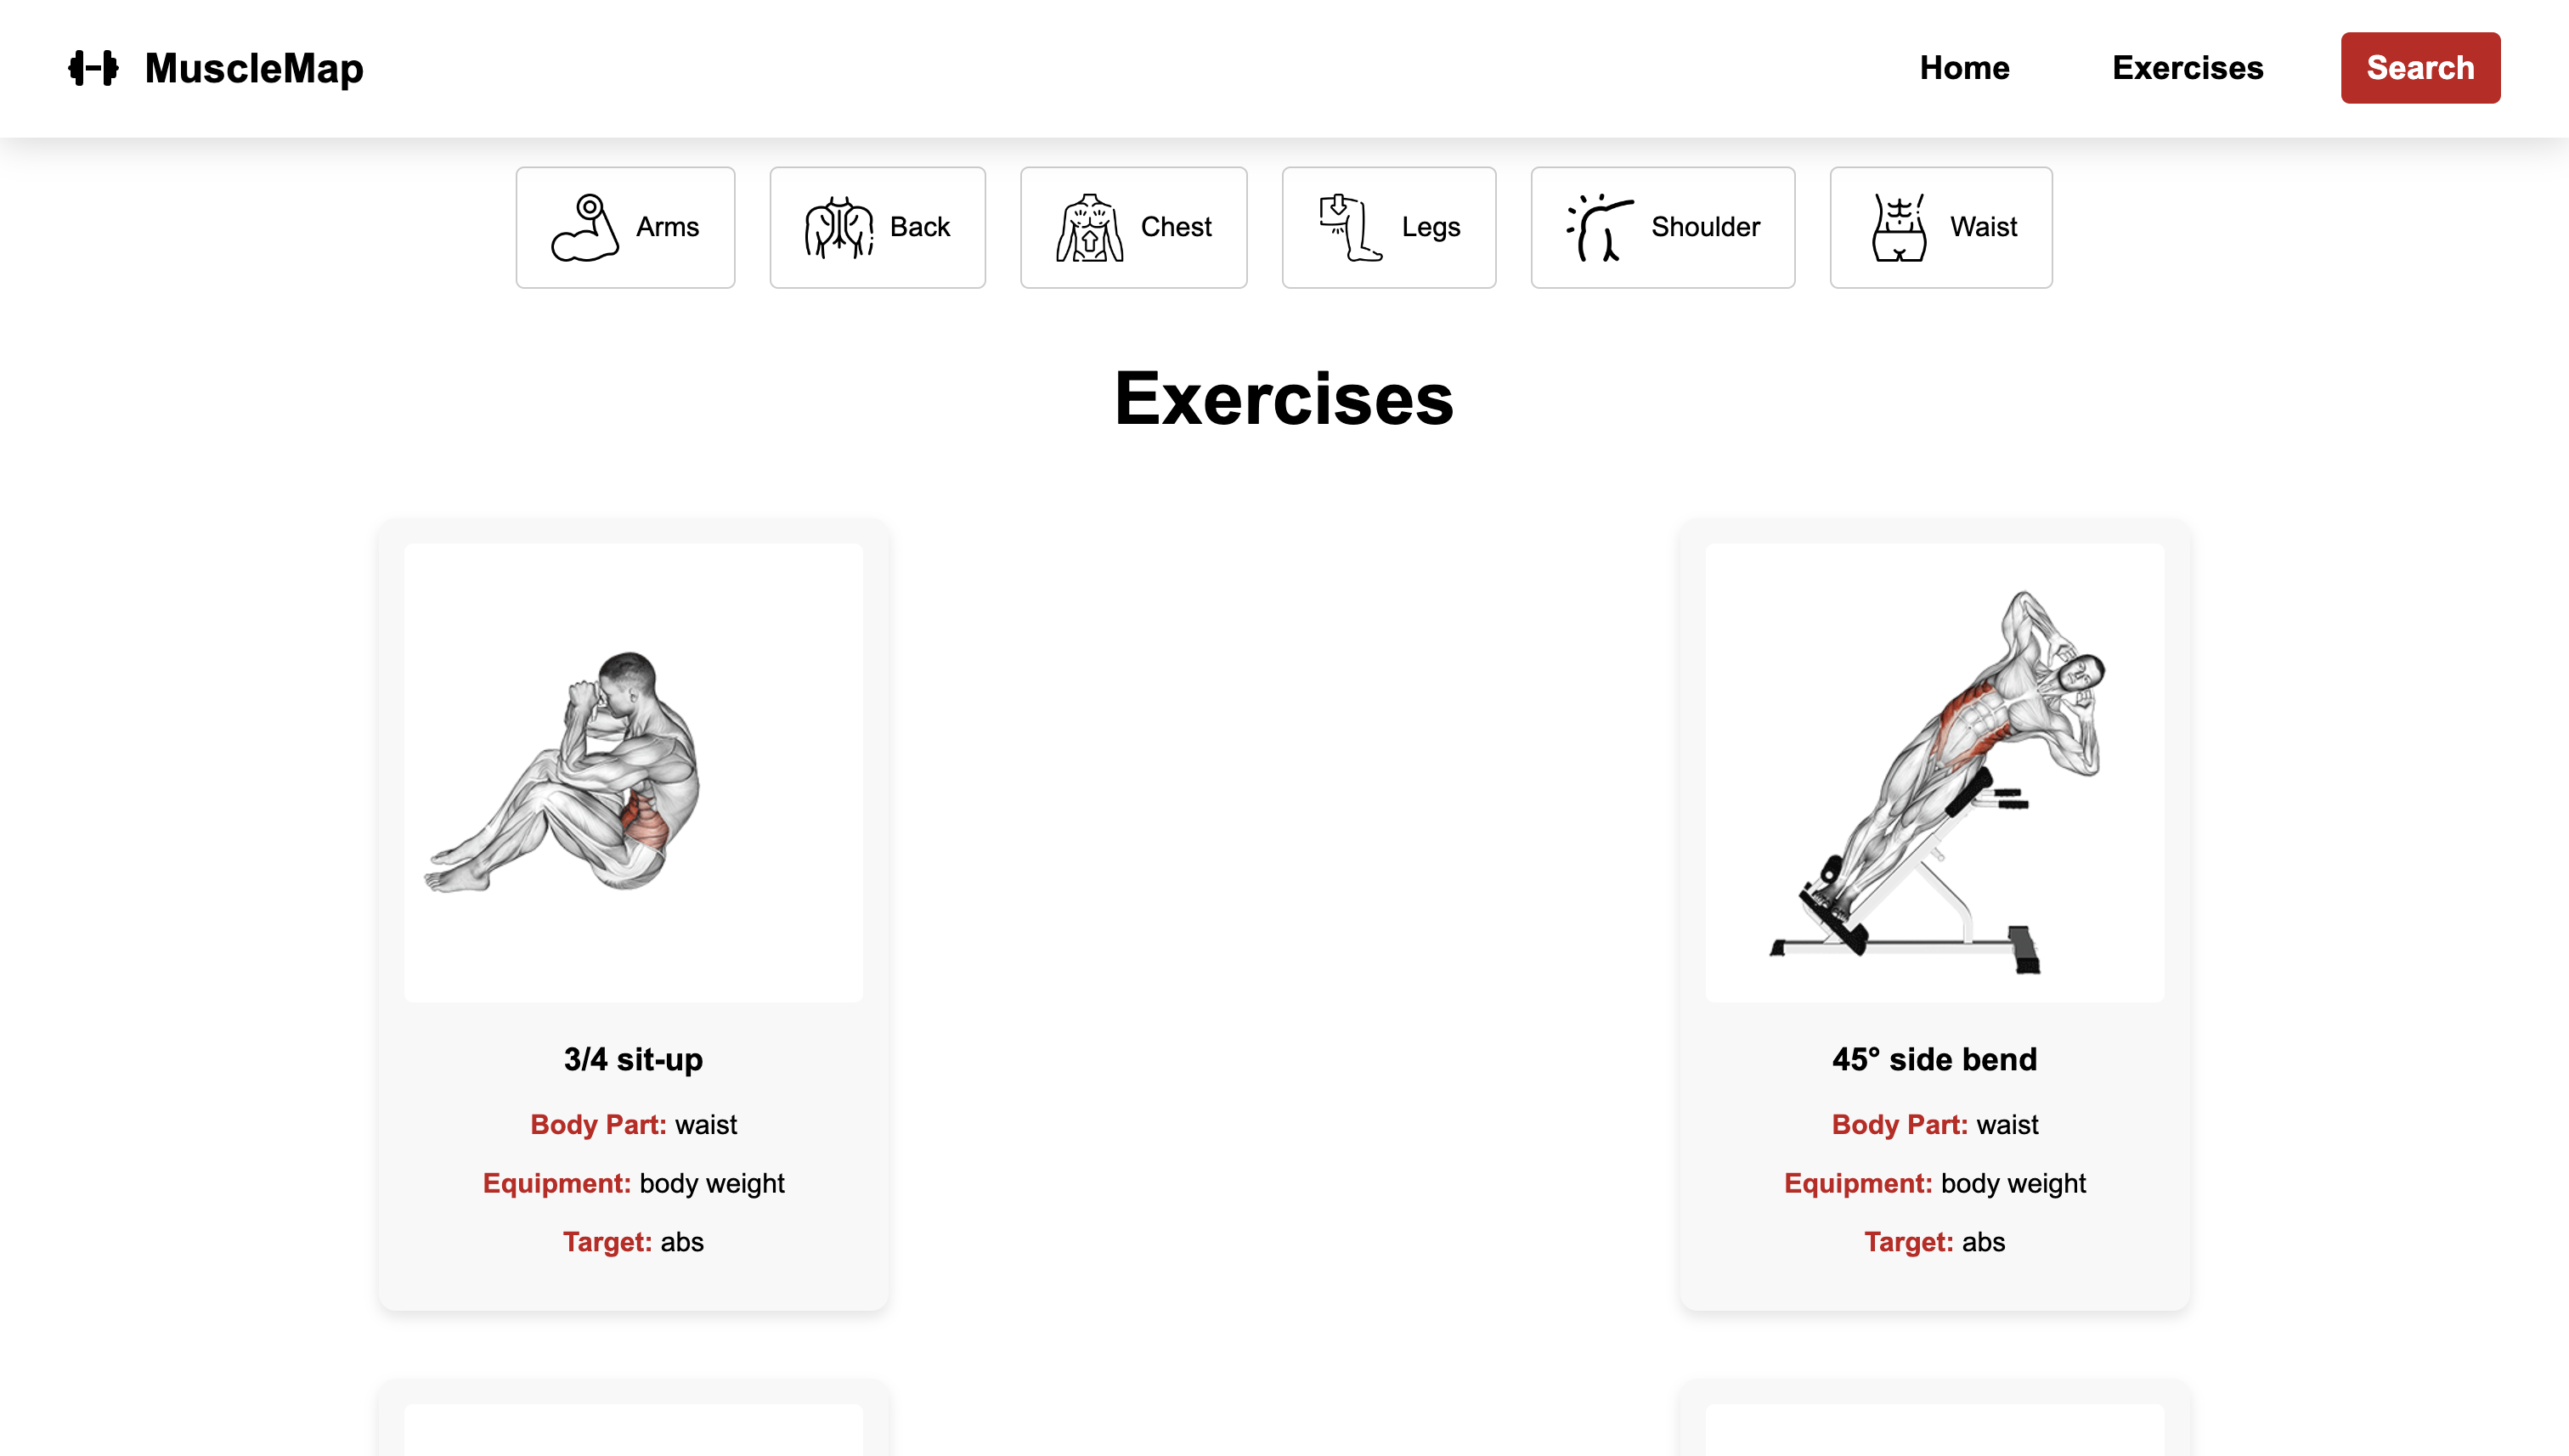 MuscleMap
Home
Exercises
Search
Arms
Back
Chest
Legs
Shoulder
Waist
Exercises
3/4 sit-up
Body Part: waist
Equipment: body weight
Target: abs
45° side bend
Body Part: waist
Equipment: body weight
Target: abs